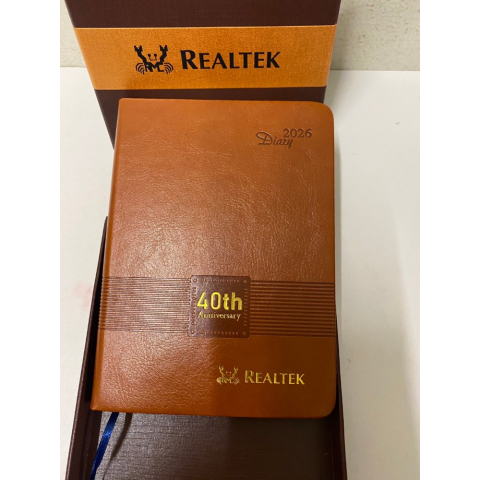 REALTEK
2026
Diary
40th
Anniversary
REALTEK